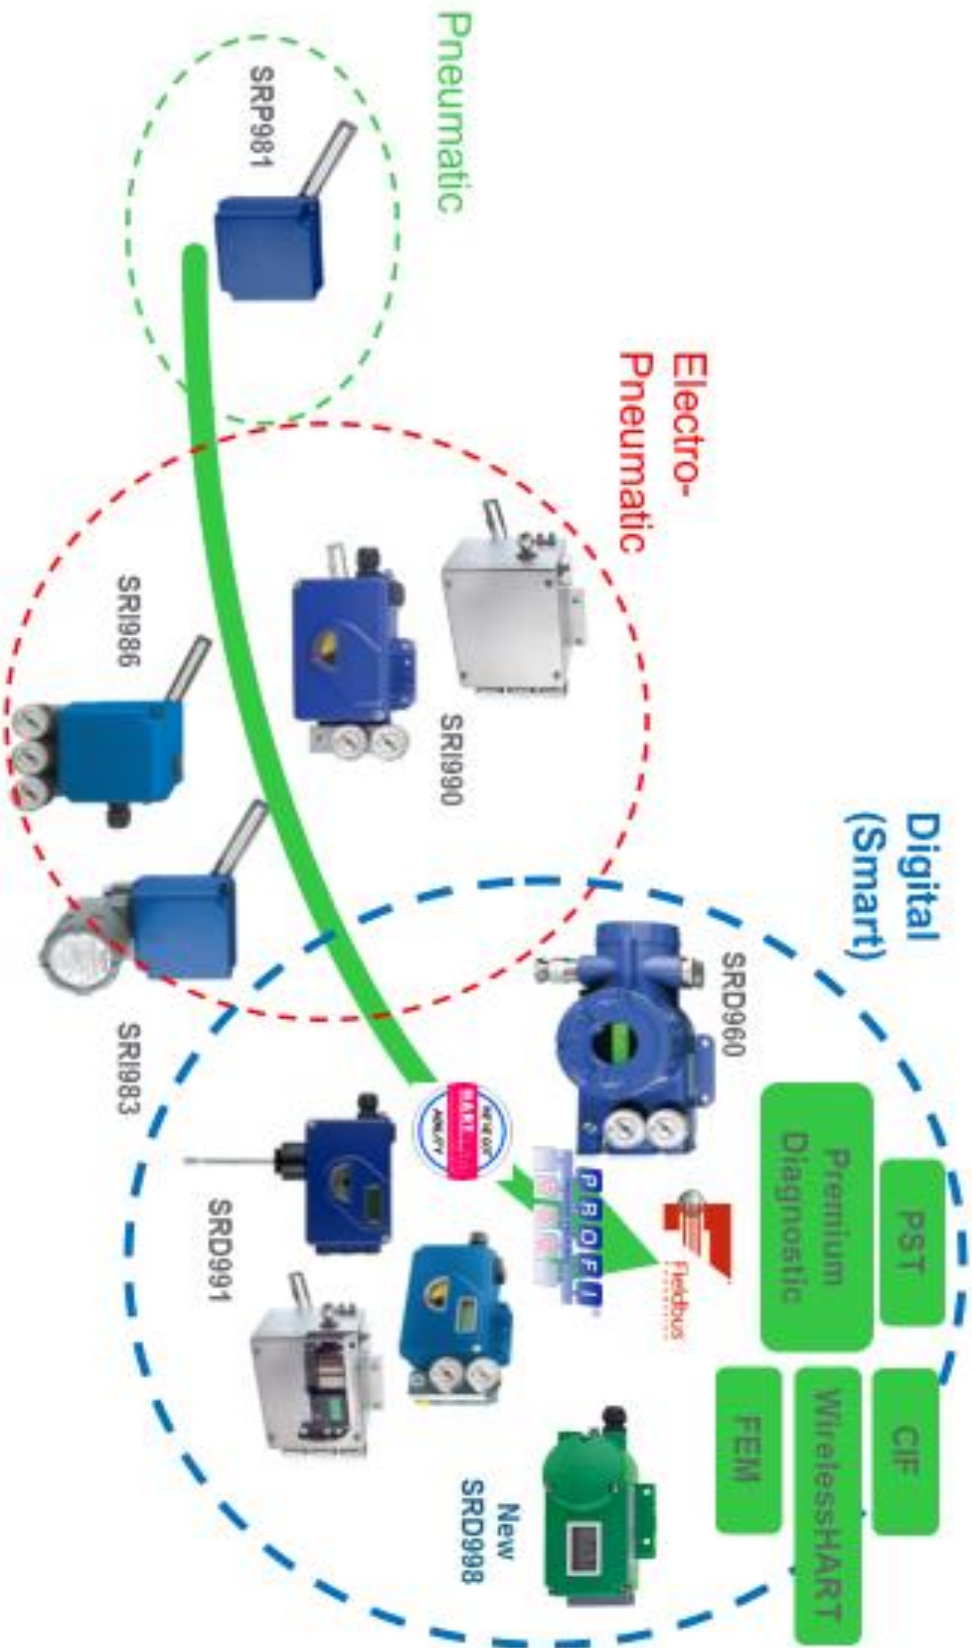 Pneumatic
SRP981
Electro-
Pneumatic
SRI990
SRI986
SRI983
Digital
(Smart)
SRD960
PST
Premium
Diagnostic
CIF
WirelessHART
FEM
Fieldbus
PROFI
HART
SRD991
New
SRD998